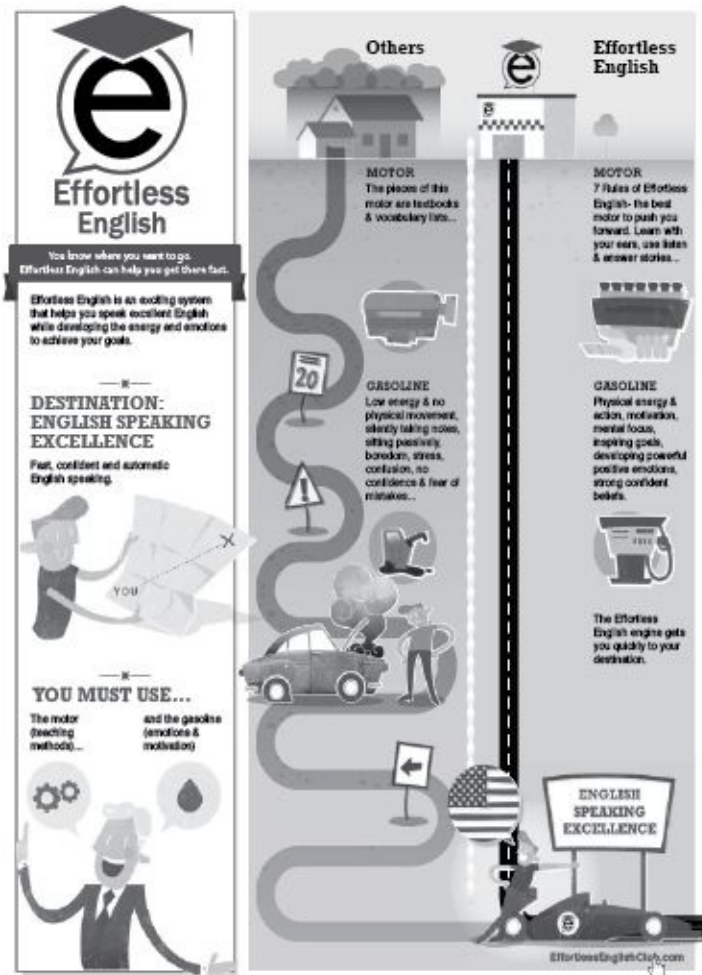 e
Effortless
English
You know where you want to go.
Effortless English can help you get there fast.
Effortless English is an exciting system
that helps you speak excellent English
while developing the energy and emotions
to achieve your goals.
DESTINATION:
ENGLISH SPEAKING
EXCELLENCE
Fast, confident and automatic
English speaking.
YOU
X
YOU MUST USE...
The motor
(teaching
methods)...
and the gasoline
(emotions &
motivation)
Others
MOTOR
The pieces of this
motor are textbooks
& vocabulary lists...
20
GASOLINE
Low energy & no
physical movement,
silently taking notes,
sitting passively,
boredom, stress,
confusion, no
confidence & fear of
mistakes...
!
e
e
Effortless
English
MOTOR
7 Rules of Effortless
English- the best
motor to push you
forward. Learn with
your ears, use listen
& answer stories...
GASOLINE
Physical energy &
action, motivation,
mental focus,
inspiring goals,
developing powerful
positive emotions,
strong confident
beliefs.
The Effortless
English engine gets
you quickly to your
destination.
ENGLISH
SPEAKING
EXCELLENCE
e
EffortlessEnglishClub.com